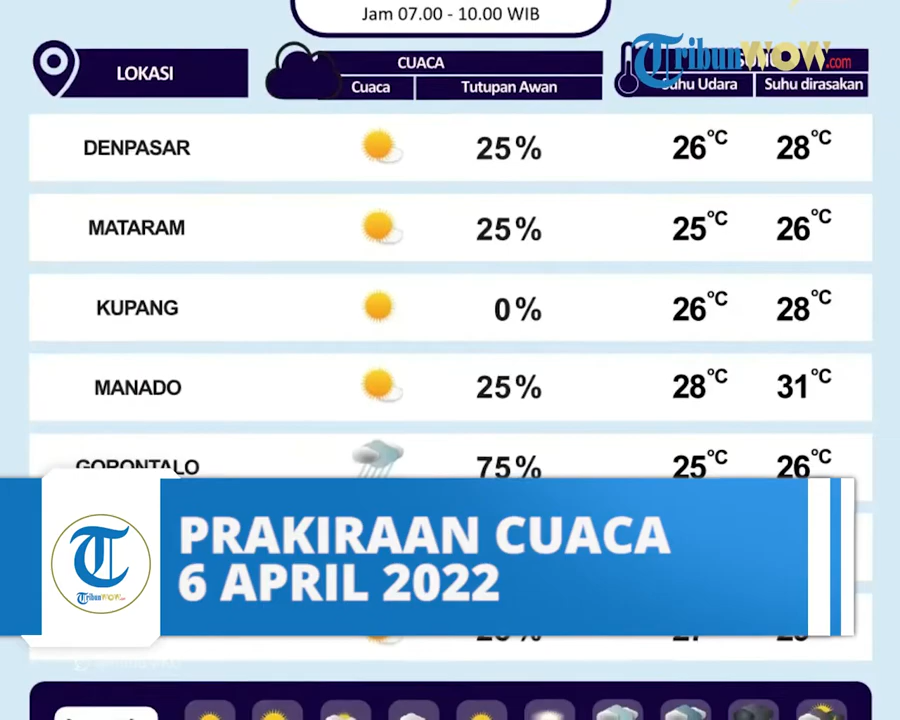 Jam 07.00 - 10.00 WIB
LOKASI
CUACA
Cuaca
Tutupan Awan
TribunWOW.com
Suhu Udara
Suhu dirasakan
DENPASAR 25% 26°C 28°C
MATARAM 25% 25°C 26°C
KUPANG 0% 26°C 28°C
MANADO 25% 28°C 31°C
GORONTALO 75% 25°C 26°C
PRAKIRAAN CUACA
6 APRIL 2022
TribunWOW.com